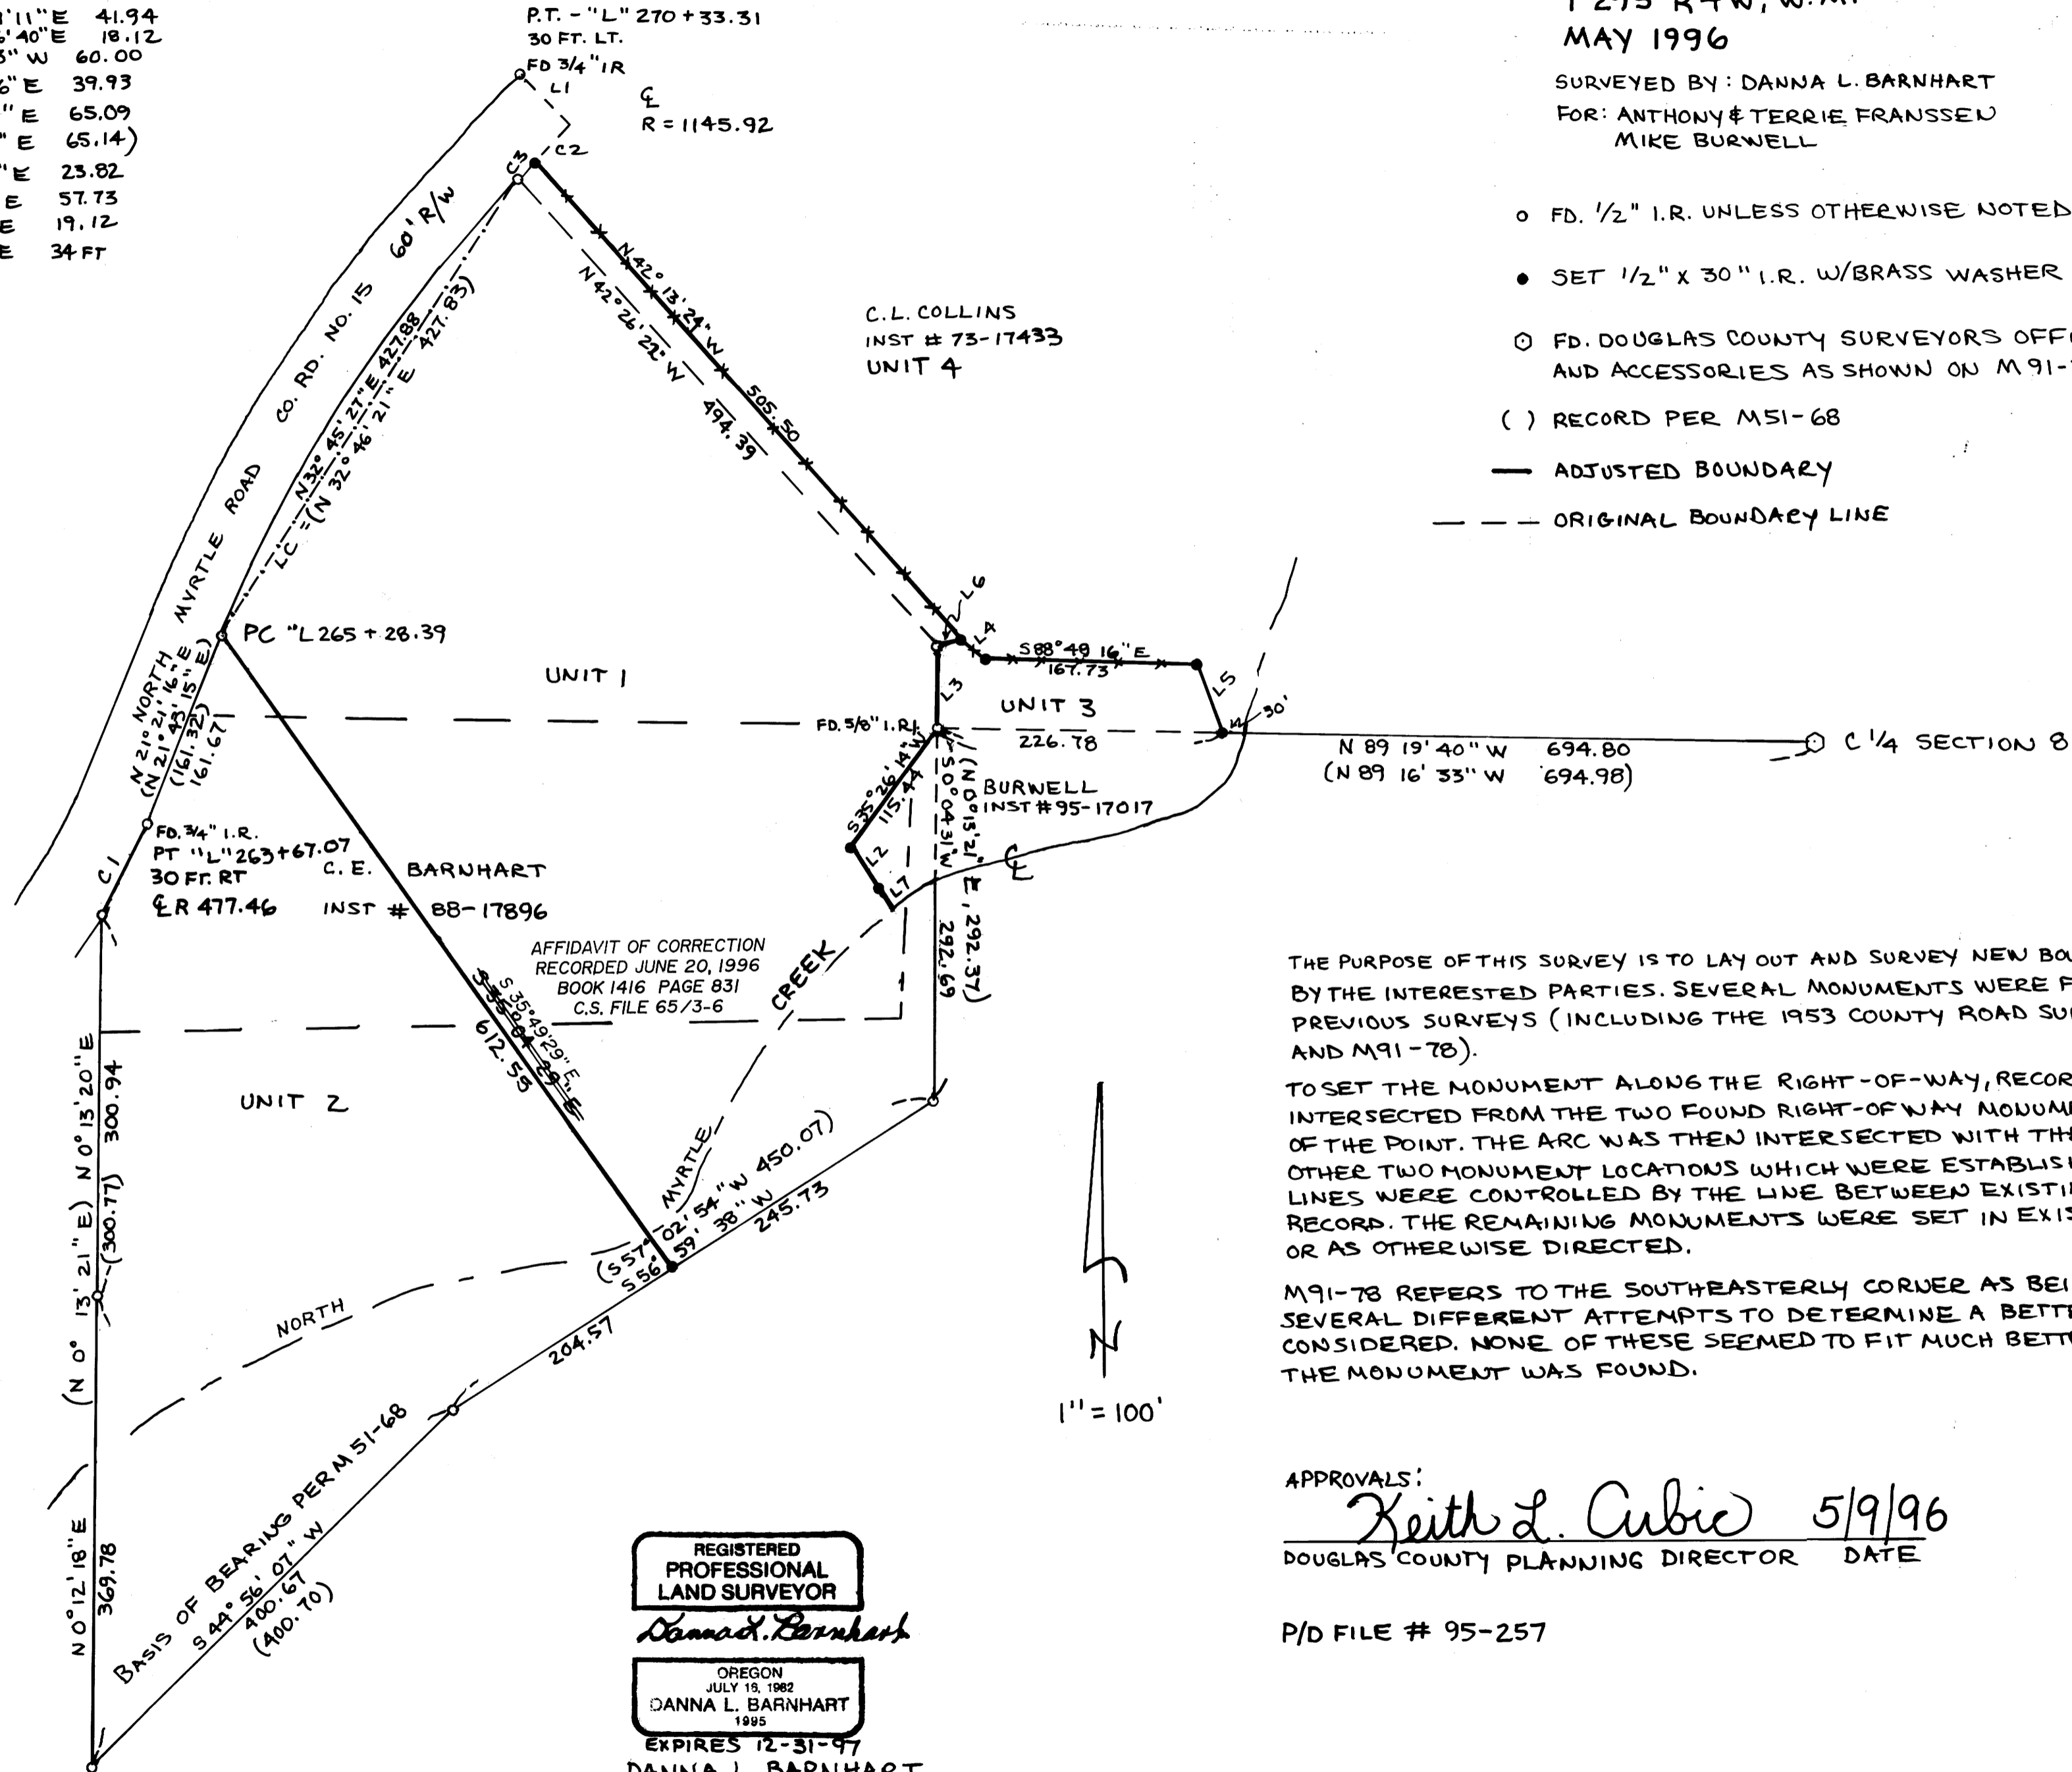 1'11" E 41.94
6'40" E 18.12
3" W 60.00
6" E 39.93
" E 65.09
" E 65.14)
" E 23.82
E 57.73
E 19.12
E 34 FT
P.T. - "L" 270+33.31
30 FT. LT.
FD 3/4" IR
L1
℄
R = 1145.92
C2
C3
MAY 1996
SURVEYED BY: DANNA L. BARNHART
FOR: ANTHONY & TERRIE FRANSSEN
MIKE BURWELL
FD. 1/2" I.R. UNLESS OTHERWISE NOTED
SET 1/2" X 30" I.R. W/BRASS WASHER
FD. DOUGLAS COUNTY SURVEYORS OFF
AND ACCESSORIES AS SHOWN ON M91-
( ) RECORD PER M51-68
ADJUSTED BOUNDARY
ORIGINAL BOUNDARY LINE
NORTH MYRTLE ROAD CO. RD. NO. 15 60' R/W
N 32° 45' 27" E 427.88
LC = (N 32° 46' 21" E 427.83)
N 42° 13' 24" W 505.50
N 42° 26' 22" W 494.39
C.L. COLLINS
INST # 73-17433
UNIT 4
PC "L 265+28.39
N 21° 21' 16" E
(N 21° 43' 15" E)
(161.32)
161.67
UNIT 1
L6
L4
S 88° 49 16" E
167.73
L5
L3
UNIT 3
30'
FD. 5/8" I.R.
226.78
N 89 19' 40" W 694.80
(N 89 16' 33" W 694.98)
C 1/4 SECTION 8
S 35° 26' 14" W
115.44
BURWELL
INST # 95-17017
S 0° 04 31" W 292.69
(N 0° 13' 21" E, 292.37)
L2
L7
℄
C1
FD. 3/4" I.R.
PT "L" 263+67.07
30 FT. RT
℄ R 477.46
C. E. BARNHART
INST # 88-17896
AFFIDAVIT OF CORRECTION
RECORDED JUNE 20, 1996
BOOK 1416 PAGE 831
C.S. FILE 65/3-6
S 35° 49' 29" E
S 35° 04 29" E
612.55
NORTH MYRTLE CREEK
UNIT 2
N 0° 13' 20" E
300.94
(N 0° 13' 21" E)
(300.77)
(S 57° 02' 54" W 450.07)
S 56° 59' 38" W
245.73
204.57
N 0° 12' 18" E
369.78
BASIS OF BEARING PER M 51-68
S 44° 56' 07" W
400.67
(400.70)
N
1" = 100'
THE PURPOSE OF THIS SURVEY IS TO LAY OUT AND SURVEY NEW BOU
BY THE INTERESTED PARTIES. SEVERAL MONUMENTS WERE F
PREVIOUS SURVEYS (INCLUDING THE 1953 COUNTY ROAD SU
AND M91-78).
TO SET THE MONUMENT ALONG THE RIGHT-OF-WAY, RECOR
INTERSECTED FROM THE TWO FOUND RIGHT-OF WAY MONUM
OF THE POINT. THE ARC WAS THEN INTERSECTED WITH TH
OTHER TWO MONUMENT LOCATIONS WHICH WERE ESTABLIS
LINES WERE CONTROLLED BY THE LINE BETWEEN EXISTI
RECORD. THE REMAINING MONUMENTS WERE SET IN EXIS
OR AS OTHERWISE DIRECTED.
M91-78 REFERS TO THE SOUTHEASTERLY CORNER AS BEI
SEVERAL DIFFERENT ATTEMPTS TO DETERMINE A BETT
CONSIDERED. NONE OF THESE SEEMED TO FIT MUCH BETT
THE MONUMENT WAS FOUND.
APPROVALS:
Keith L. Cubic 5/9/96
DOUGLAS COUNTY PLANNING DIRECTOR DATE
P/D FILE # 95-257
REGISTERED
PROFESSIONAL
LAND SURVEYOR
Danna L. Barnhart
OREGON
JULY 16, 1982
DANNA L. BARNHART
1995
EXPIRES 12-31-97
DANNA L. BARNHART